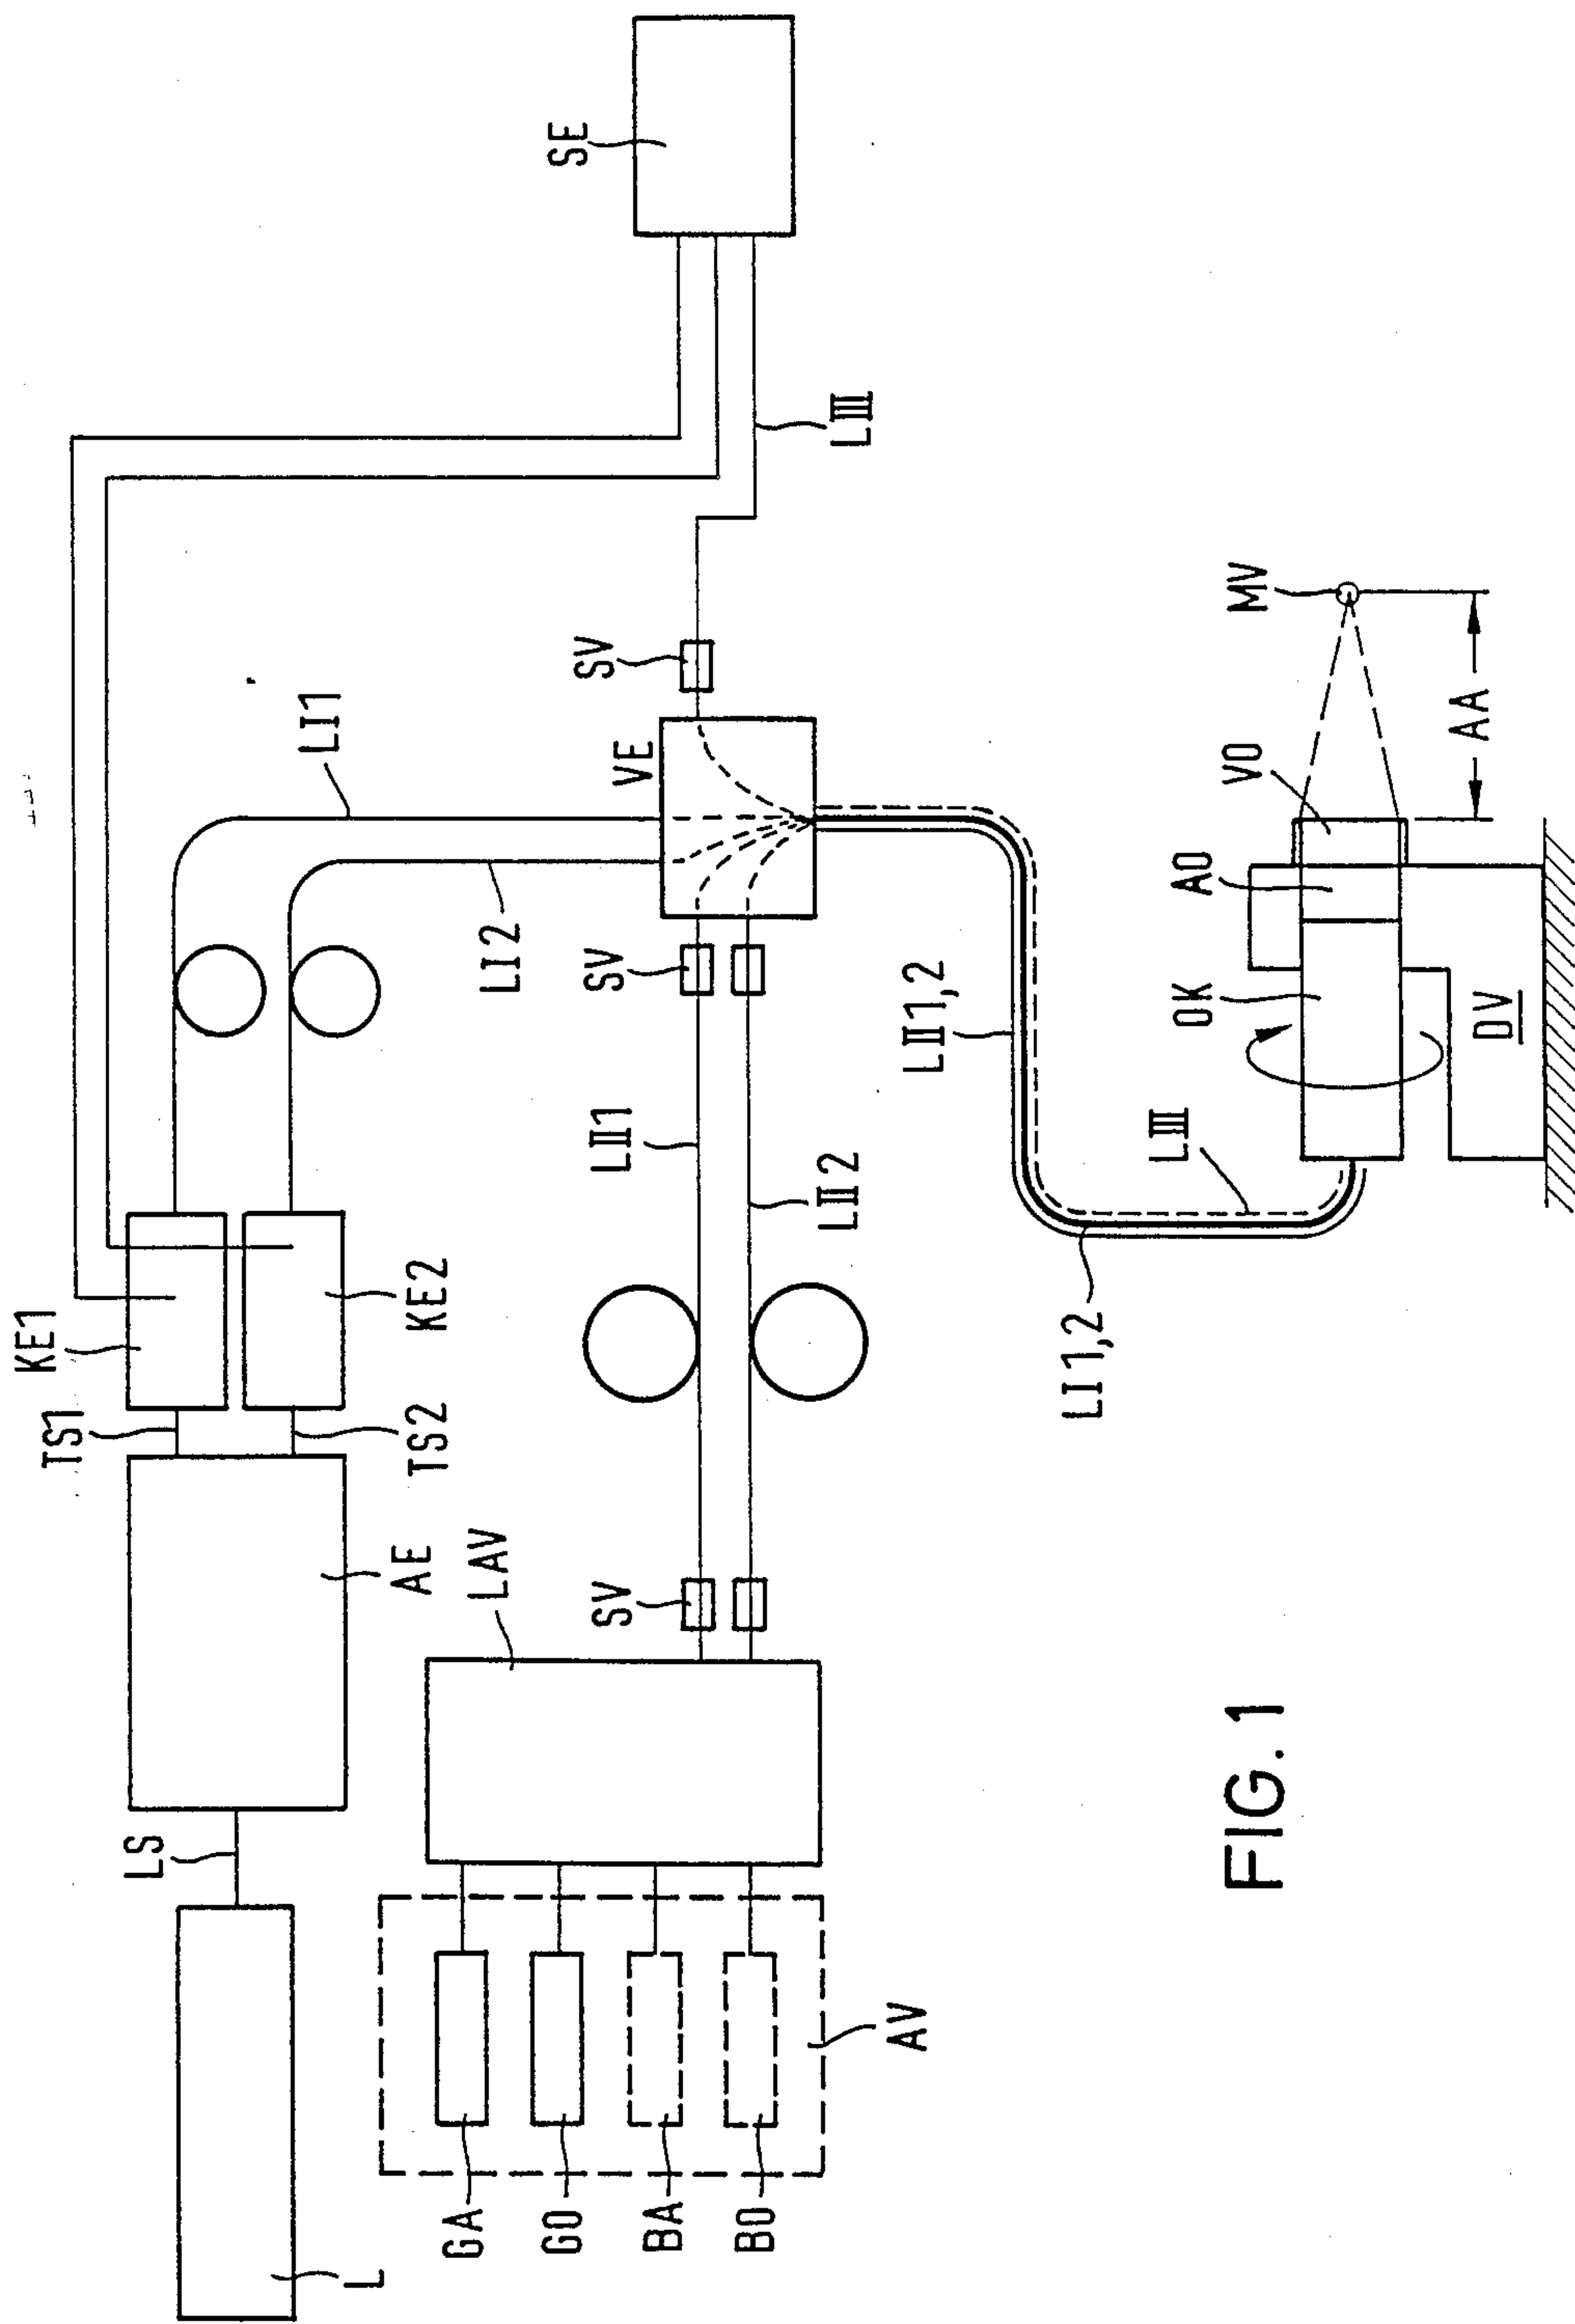 L
LS
AE
TS1
TS2
KE1
KE2
LI1
LI2
SE
GA
GO
BA
BO
AV
LAV
SV
LII1
LII2
SV
VE
SV
LIII
LII1,2
LI1,2
LIII
OK
AO
VO
MV
AA
DV
FIG. 1